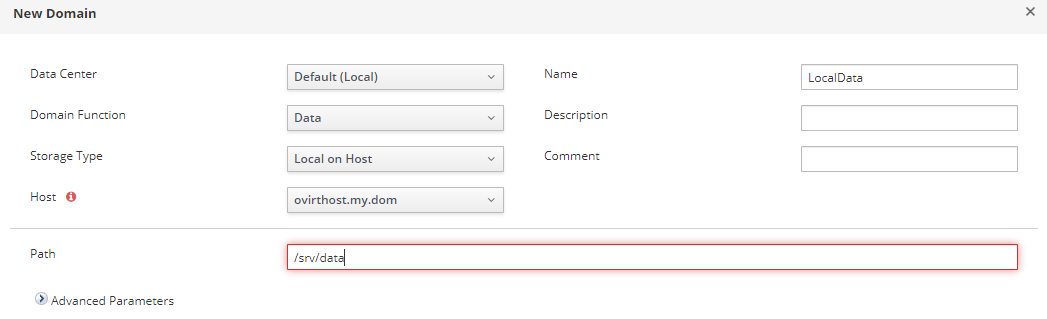 New Domain
Data Center Default (Local) Name LocalData
Domain Function Data Description
Storage Type Local on Host Comment
Host ovirthost.my.dom
Path /srv/data
Advanced Parameters